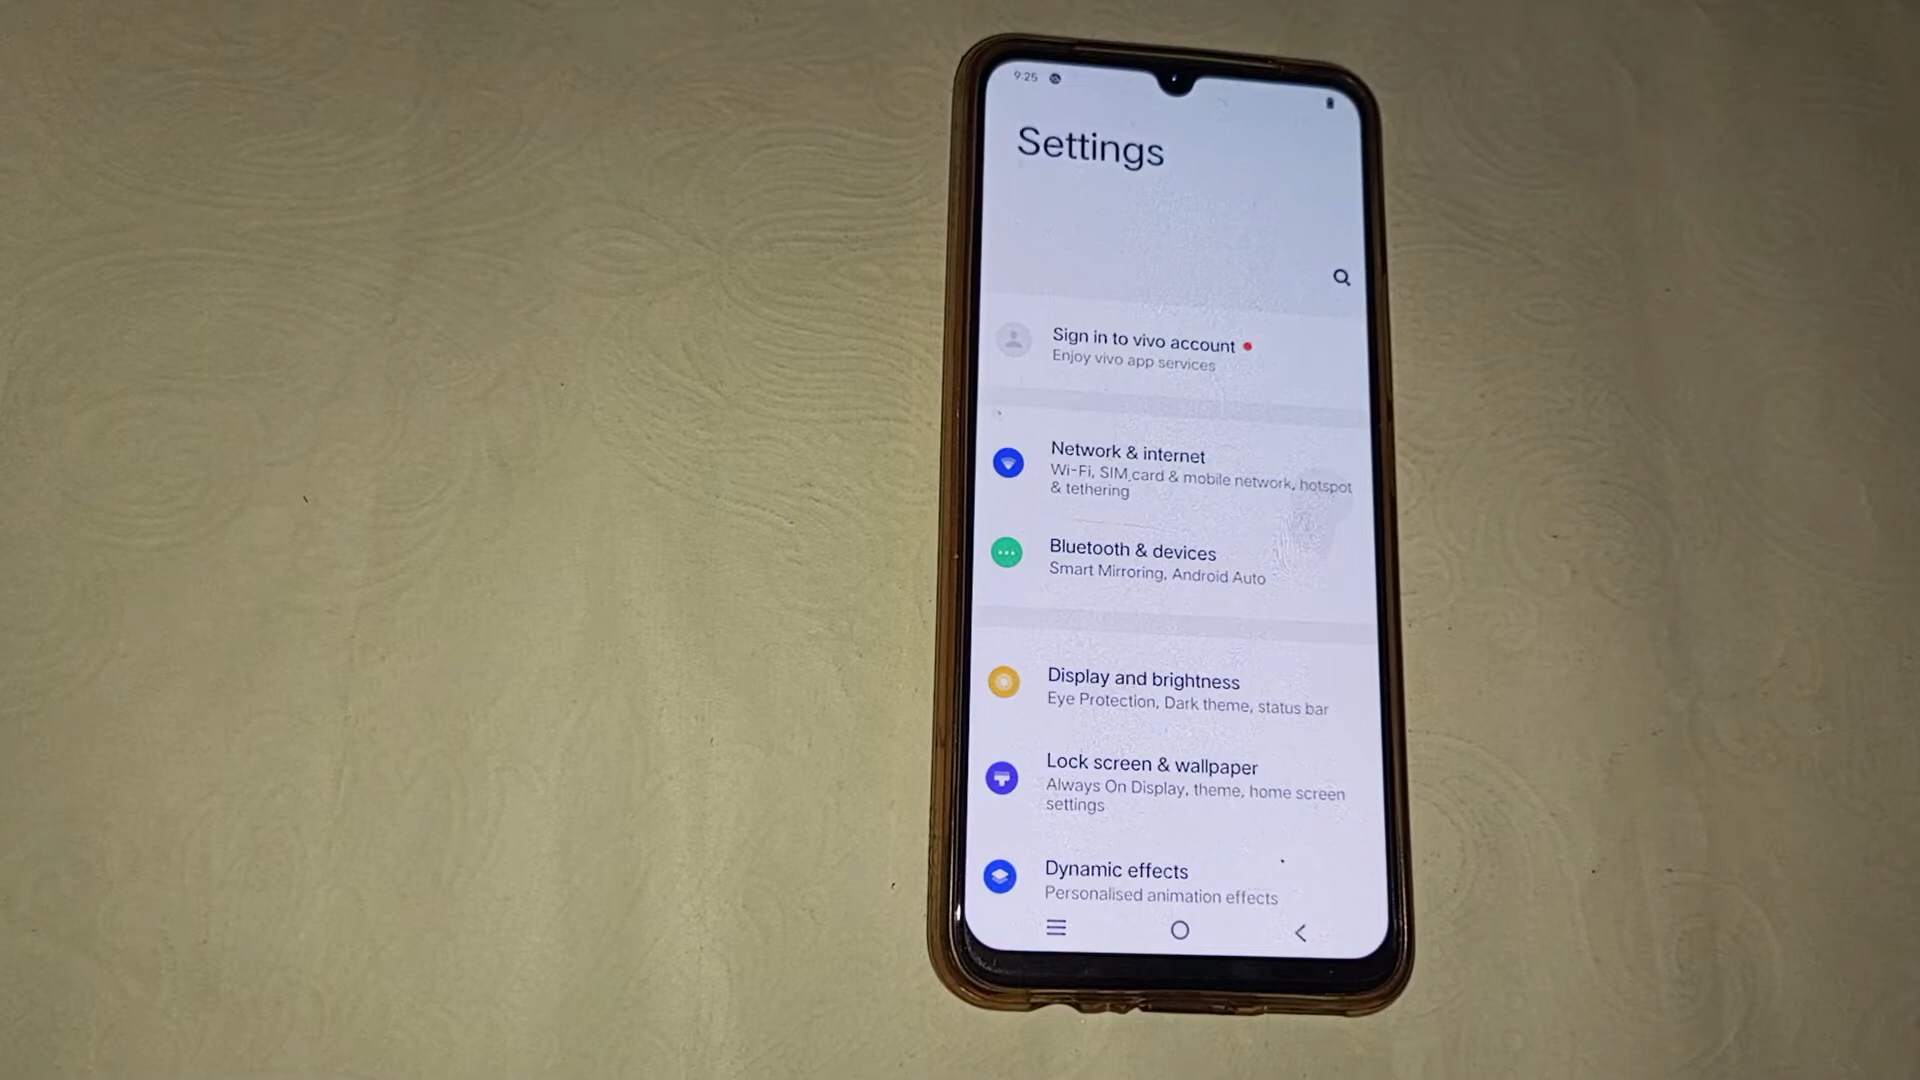 9:25
Settings
Sign in to vivo account
Enjoy vivo app services
Network & internet
Wi-Fi, SIM card & mobile network, hotspot
& tethering
Bluetooth & devices
Smart Mirroring, Android Auto
Display and brightness
Eye Protection, Dark theme, status bar
Lock screen & wallpaper
Always On Display, theme, home screen
settings
Dynamic effects
Personalised animation effects